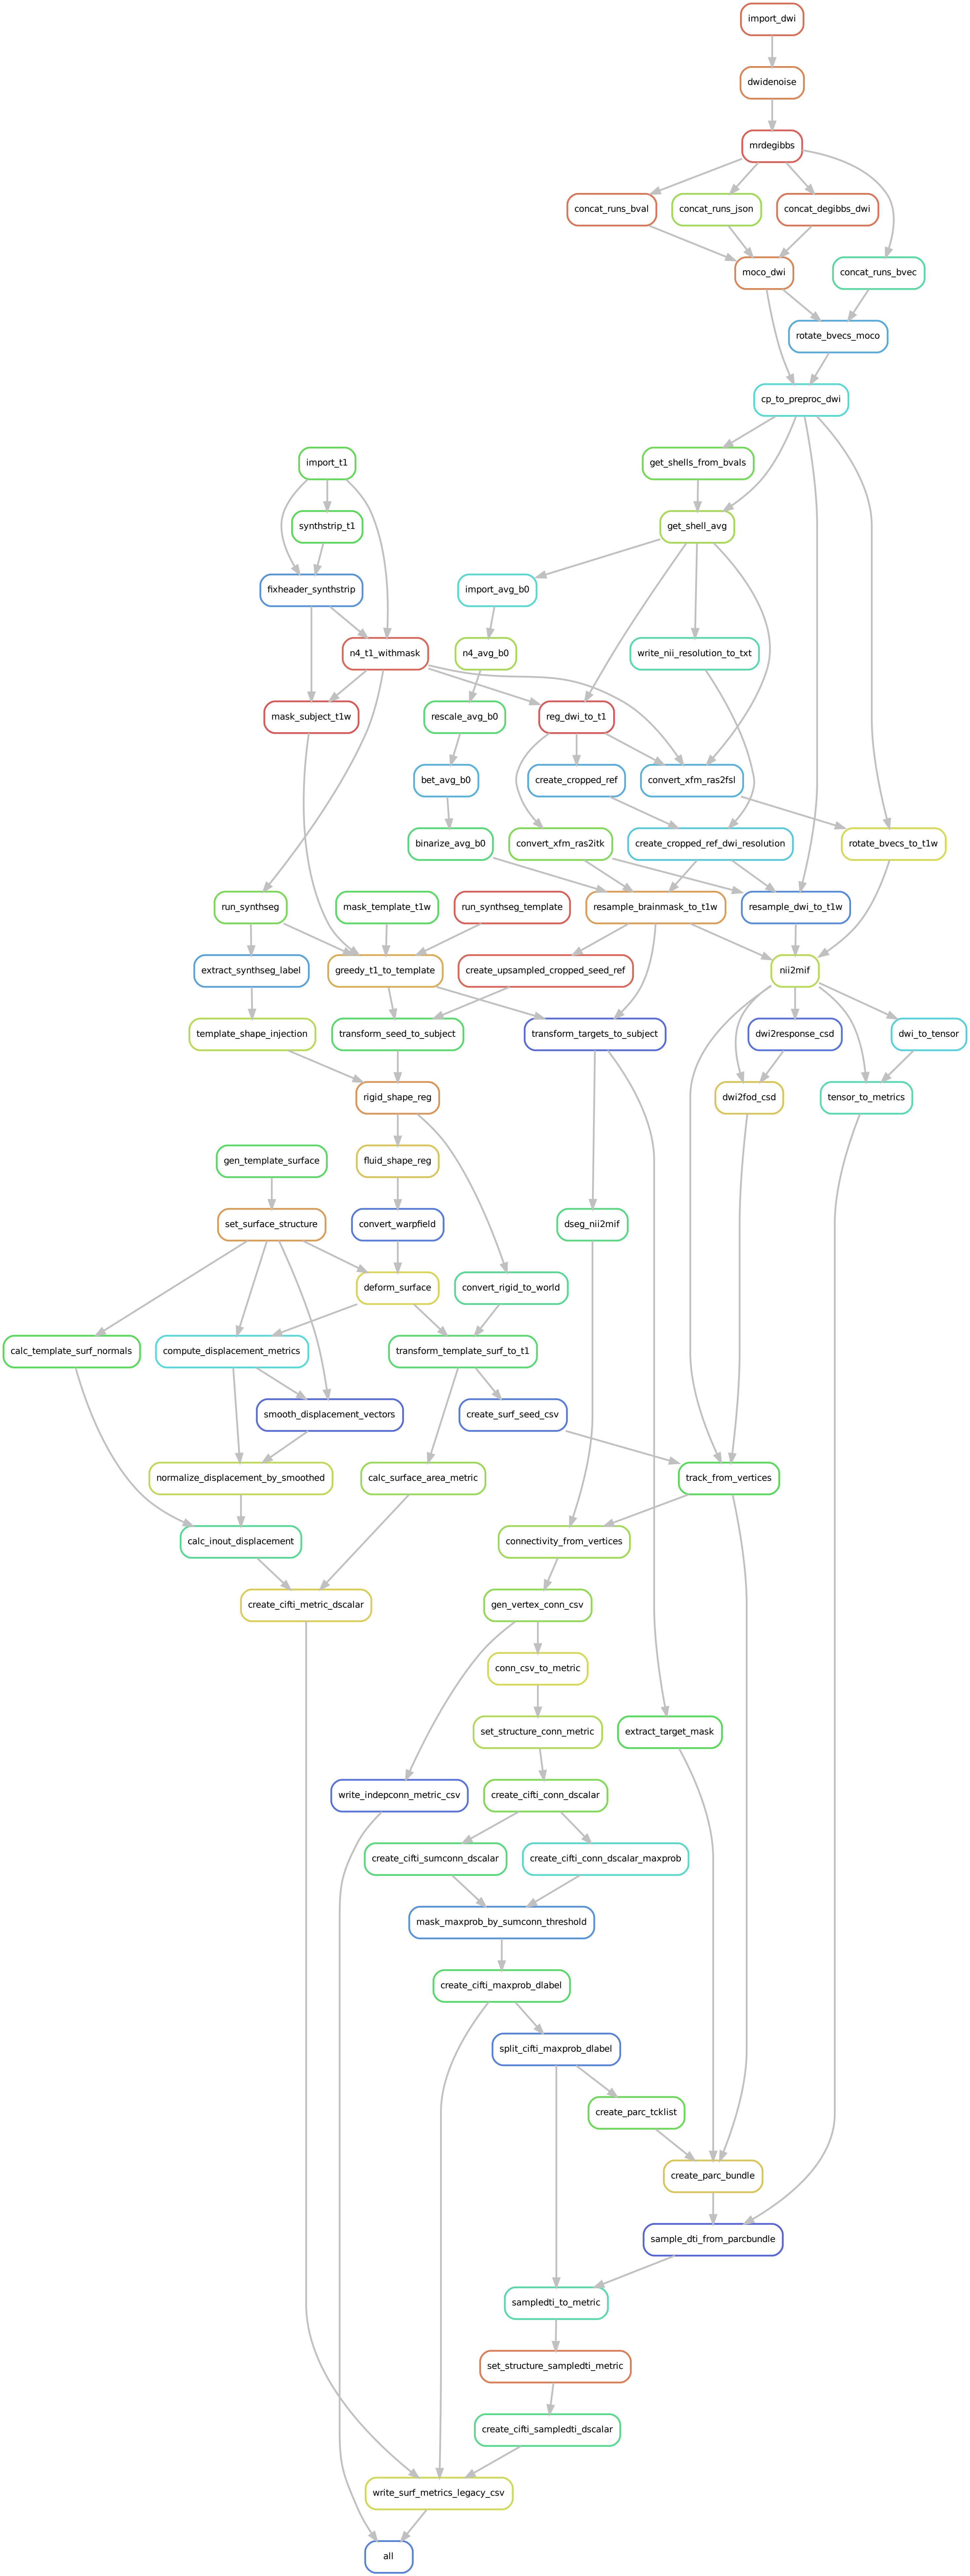 import_dwi
dwidenoise
mrdegibbs
concat_runs_bval
concat_runs_json
concat_degibbs_dwi
moco_dwi
concat_runs_bvec
rotate_bvecs_moco
cp_to_preproc_dwi
import_t1
get_shells_from_bvals
synthstrip_t1
get_shell_avg
fixheader_synthstrip
import_avg_b0
n4_t1_withmask
n4_avg_b0
write_nii_resolution_to_txt
mask_subject_t1w
rescale_avg_b0
reg_dwi_to_t1
bet_avg_b0
create_cropped_ref
convert_xfm_ras2fsl
binarize_avg_b0
convert_xfm_ras2itk
create_cropped_ref_dwi_resolution
rotate_bvecs_to_t1w
run_synthseg
mask_template_t1w
run_synthseg_template
resample_brainmask_to_t1w
resample_dwi_to_t1w
extract_synthseg_label
greedy_t1_to_template
create_upsampled_cropped_seed_ref
nii2mif
template_shape_injection
transform_seed_to_subject
transform_targets_to_subject
dwi2response_csd
dwi_to_tensor
rigid_shape_reg
dwi2fod_csd
tensor_to_metrics
gen_template_surface
fluid_shape_reg
set_surface_structure
convert_warpfield
dseg_nii2mif
deform_surface
convert_rigid_to_world
calc_template_surf_normals
compute_displacement_metrics
transform_template_surf_to_t1
smooth_displacement_vectors
create_surf_seed_csv
normalize_displacement_by_smoothed
calc_surface_area_metric
track_from_vertices
calc_inout_displacement
connectivity_from_vertices
create_cifti_metric_dscalar
gen_vertex_conn_csv
conn_csv_to_metric
set_structure_conn_metric
extract_target_mask
write_indepconn_metric_csv
create_cifti_conn_dscalar
create_cifti_sumconn_dscalar
create_cifti_conn_dscalar_maxprob
mask_maxprob_by_sumconn_threshold
create_cifti_maxprob_dlabel
split_cifti_maxprob_dlabel
create_parc_tcklist
create_parc_bundle
sample_dti_from_parcbundle
sampledti_to_metric
set_structure_sampledti_metric
create_cifti_sampledti_dscalar
write_surf_metrics_legacy_csv
all